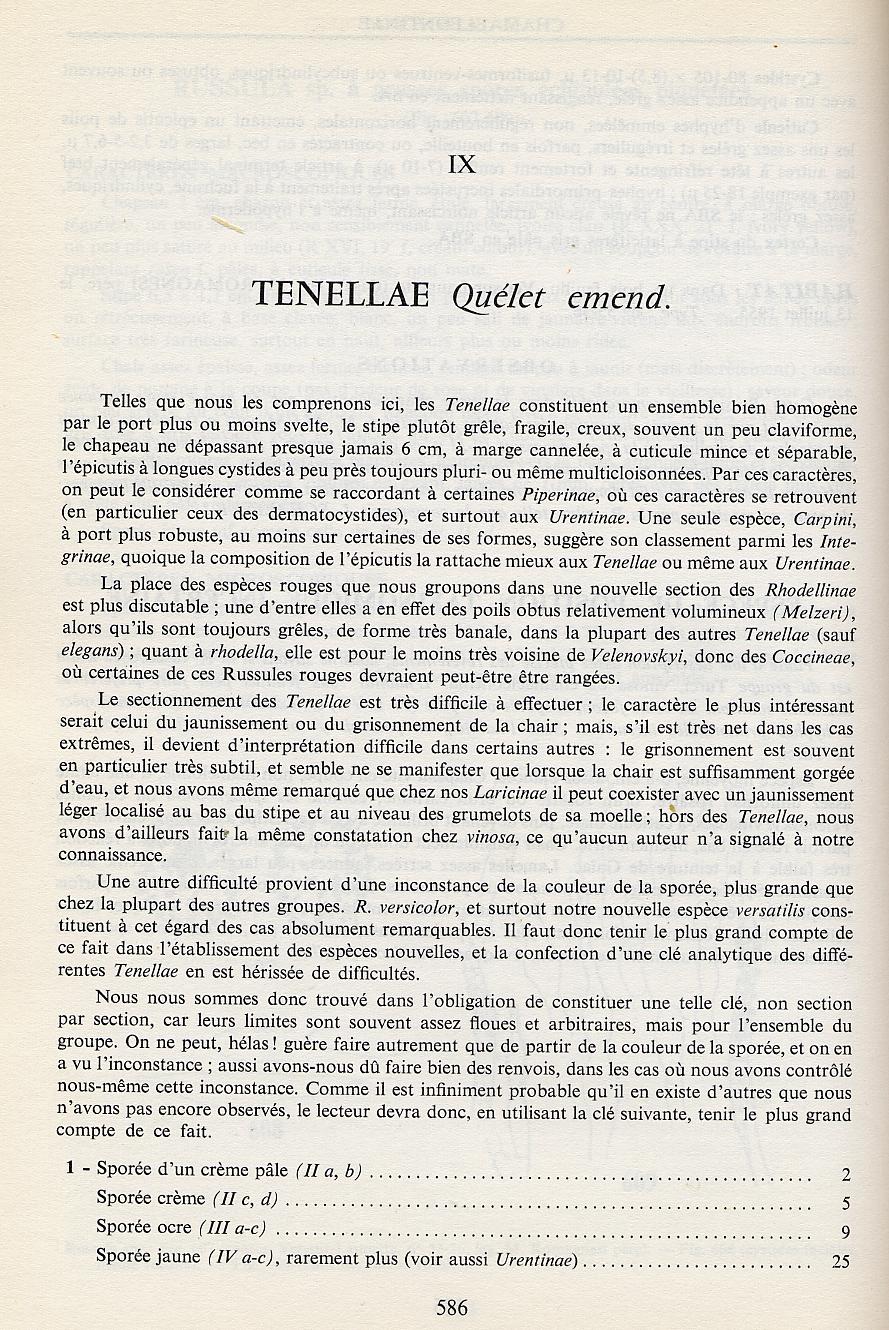 IX
TENELLAE Quélet emend.
Telles que nous les comprenons ici, les Tenellae constituent un ensemble bien homogène
par le port plus ou moins svelte, le stipe plutôt grêle, fragile, creux, souvent un peu claviforme,
le chapeau ne dépassant presque jamais 6 cm, à marge cannelée, à cuticule mince et séparable,
l'épicutis à longues cystides à peu près toujours pluri- ou même multicloisonnées. Par ces caractères,
on peut le considérer comme se raccordant à certaines Piperinae, où ces caractères se retrouvent
(en particulier ceux des dermatocystides), et surtout aux Urentinae. Une seule espèce, Carpini,
à port plus robuste, au moins sur certaines de ses formes, suggère son classement parmi les Inte-
grinae, quoique la composition de l'épicutis la rattache mieux aux Tenellae ou même aux Urentinae.
La place des espèces rouges que nous groupons dans une nouvelle section des Rhodellinae
est plus discutable ; une d'entre elles a en effet des poils obtus relativement volumineux (Melzeri),
alors qu'ils sont toujours grêles, de forme très banale, dans la plupart des autres Tenellae (sauf
elegans) ; quant à rhodella, elle est pour le moins très voisine de Velenovskyi, donc des Coccineae,
où certaines de ces Russules rouges devraient peut-être être rangées.
Le sectionnement des Tenellae est très difficile à effectuer ; le caractère le plus intéressant
serait celui du jaunissement ou du grisonnement de la chair ; mais, s'il est très net dans les cas
extrêmes, il devient d'interprétation difficile dans certains autres : le grisonnement est souvent
en particulier très subtil, et semble ne se manifester que lorsque la chair est suffisamment gorgée
d'eau, et nous avons même remarqué que chez nos Laricinae il peut coexister avec un jaunissement
léger localisé au bas du stipe et au niveau des grumelots de sa moelle ; hors des Tenellae, nous
avons d'ailleurs fait la même constatation chez vinosa, ce qu'aucun auteur n'a signalé à notre
connaissance.
Une autre difficulté provient d'une inconstance de la couleur de la sporée, plus grande que
chez la plupart des autres groupes. R. versicolor, et surtout notre nouvelle espèce versatilis cons-
tituent à cet égard des cas absolument remarquables. Il faut donc tenir le plus grand compte de
ce fait dans l'établissement des espèces nouvelles, et la confection d'une clé analytique des diffé-
rentes Tenellae en est hérissée de difficultés.
Nous nous sommes donc trouvé dans l'obligation de constituer une telle clé, non section
par section, car leurs limites sont souvent assez floues et arbitraires, mais pour l'ensemble du
groupe. On ne peut, hélas ! guère faire autrement que de partir de la couleur de la sporée, et on en
a vu l'inconstance ; aussi avons-nous dû faire bien des renvois, dans les cas où nous avons contrôlé
nous-même cette inconstance. Comme il est infiniment probable qu'il en existe d'autres que nous
n'avons pas encore observés, le lecteur devra donc, en utilisant la clé suivante, tenir le plus grand
compte de ce fait.
1 - Sporée d'un crème pâle (II a, b) .......... 2
Sporée crème (II c, d) .......... 5
Sporée ocre (III a-c) .......... 9
Sporée jaune (IV a-c), rarement plus (voir aussi Urentinae) .......... 25
586